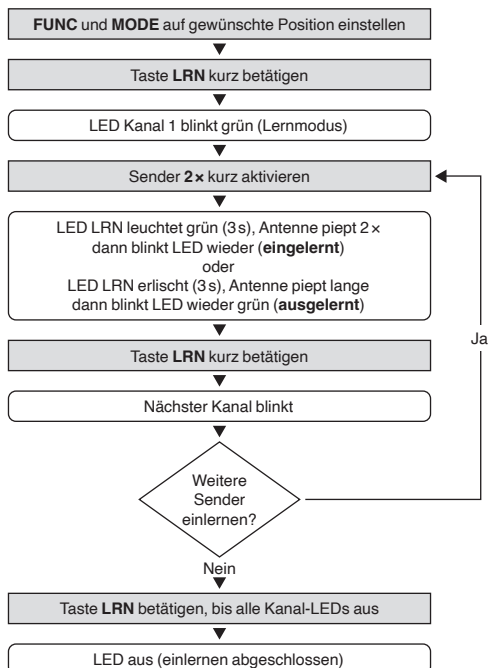 FUNC und MODE auf gewünschte Position einstellen
Taste LRN kurz betätigen
LED Kanal 1 blinkt grün (Lernmodus)
Sender 2× kurz aktivieren
LED LRN leuchtet grün (3 s), Antenne piept 2×
dann blinkt LED wieder (eingelernt)
oder
LED LRN erlischt (3 s), Antenne piept lange
dann blinkt LED wieder grün (ausgelernt)
Ja
Taste LRN kurz betätigen
Nächster Kanal blinkt
Weitere
Sender
einlernen?
Nein
Taste LRN betätigen, bis alle Kanal-LEDs aus
LED aus (einlernen abgeschlossen)